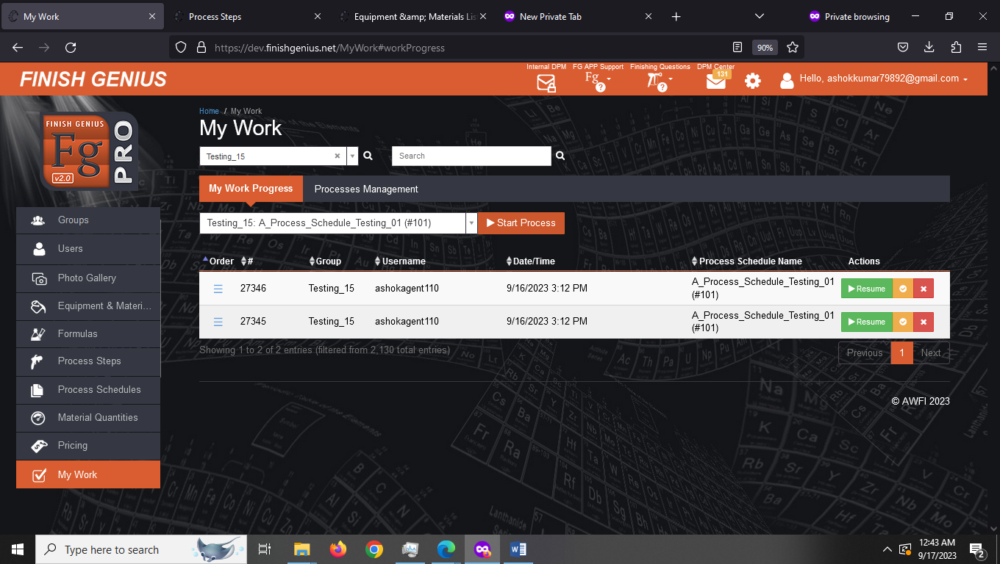 My Work
Process Steps
Equipment &amp; Materials Lis
New Private Tab
Private browsing
https://dev.finishgenius.net/MyWork#workProgress
90%
FINISH GENIUS
Internal DPM
FG APP Support
Finishing Questions
DPM Center
131
Hello, ashokkumar79892@gmail.com
FINISH GENIUS
Fg
PRO
v2.0
Home / My Work
My Work
Testing_15
Search
My Work Progress
Processes Management
Testing_15: A_Process_Schedule_Testing_01 (#101)
Start Process
Order # Group Username Date/Time Process Schedule Name Actions
27346 Testing_15 ashokagent110 9/16/2023 3:12 PM A_Process_Schedule_Testing_01 (#101) Resume
27345 Testing_15 ashokagent110 9/16/2023 3:12 PM A_Process_Schedule_Testing_01 (#101) Resume
Showing 1 to 2 of 2 entries (filtered from 2,130 total entries)
Previous 1 Next
© AWFI 2023
Groups
Users
Photo Gallery
Equipment & Materi...
Formulas
Process Steps
Process Schedules
Material Quantities
Pricing
My Work
Type here to search
12:43 AM
9/17/2023
2